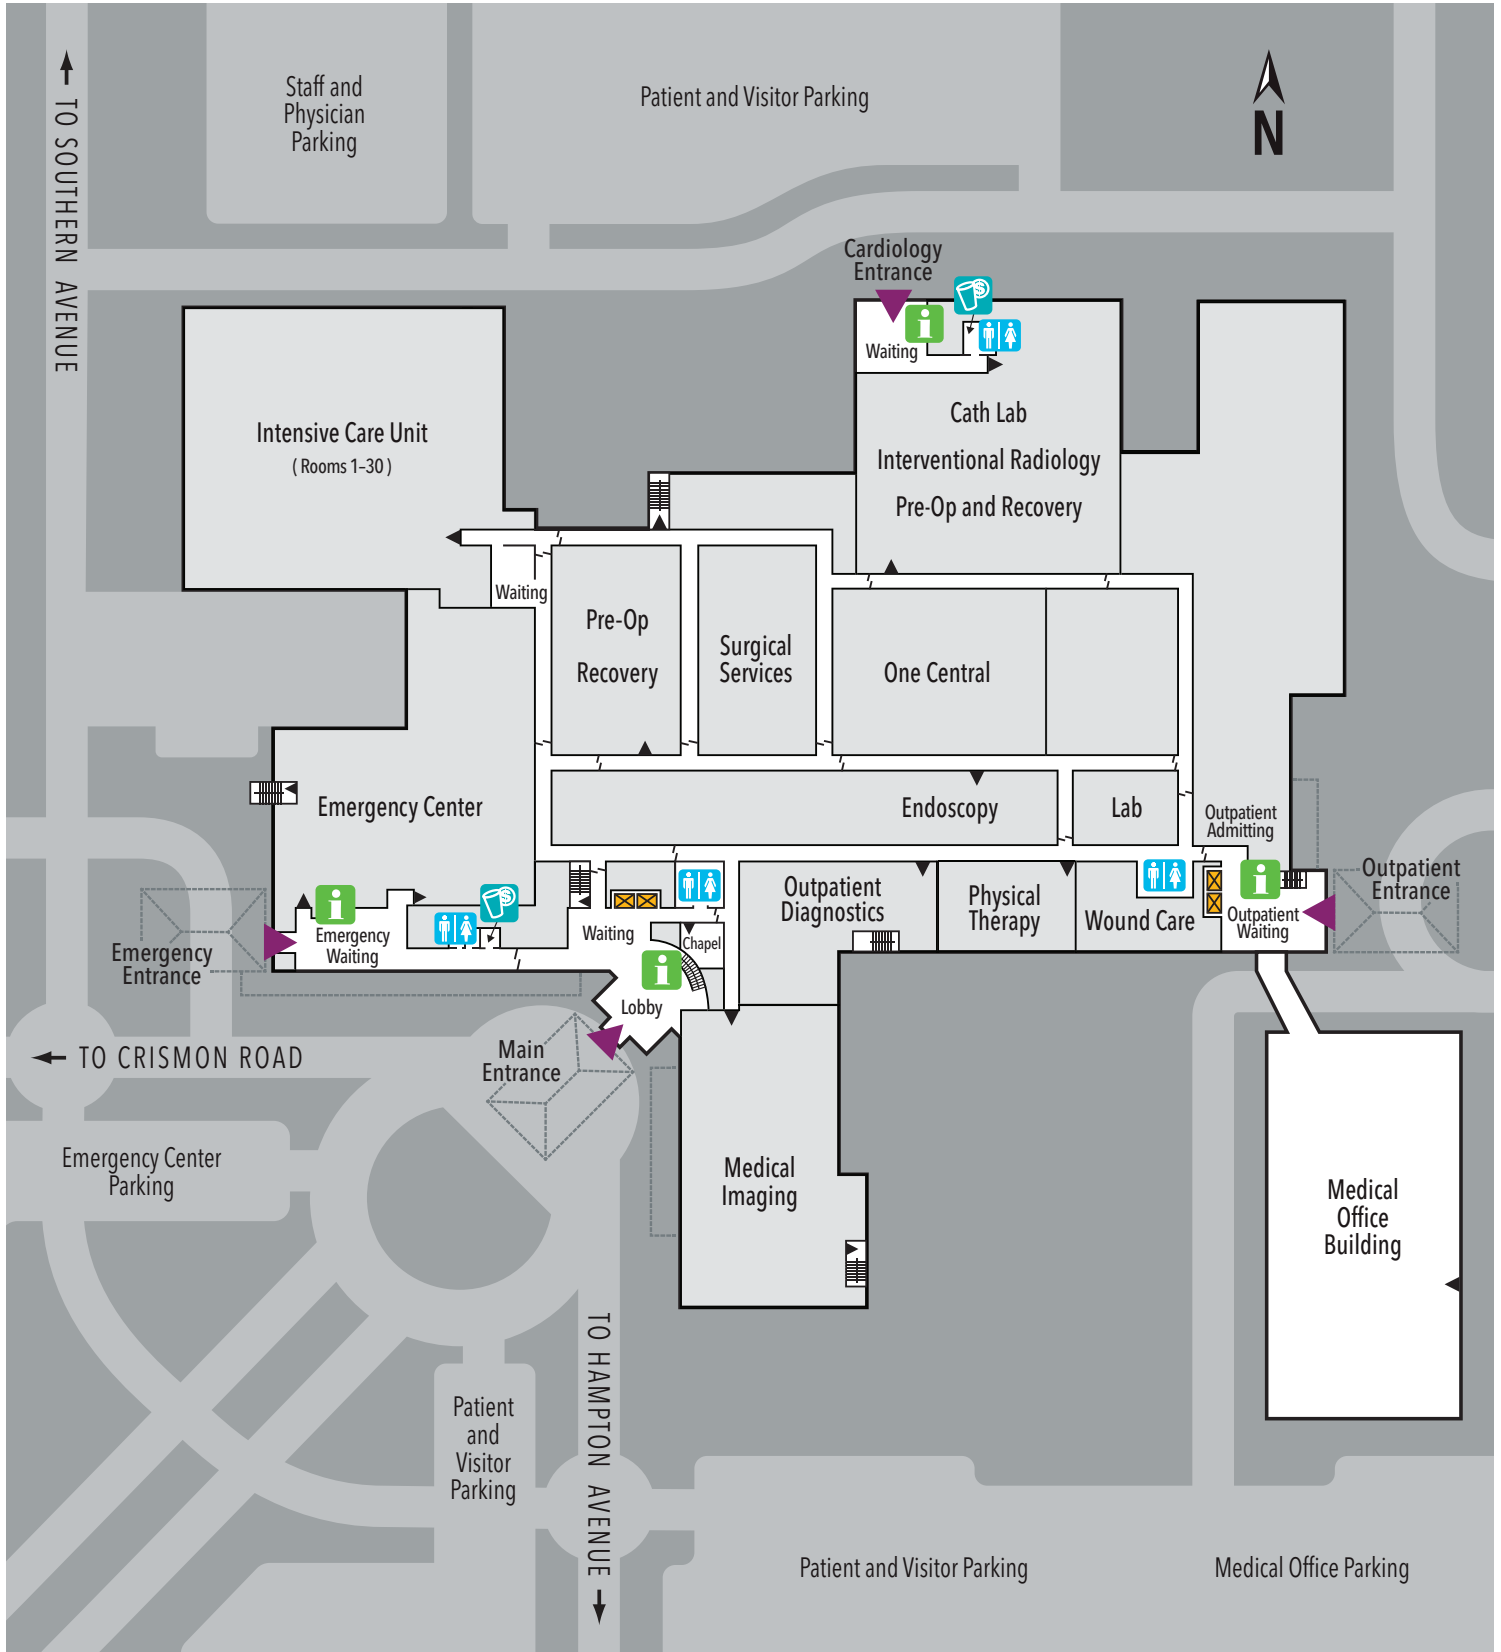 Staff and
Physician
Parking
Patient and Visitor Parking
N
TO SOUTHERN AVENUE
Cardiology
Entrance
Waiting
Cath Lab
Interventional Radiology
Pre-Op and Recovery
Intensive Care Unit
( Rooms 1–30 )
Waiting
Pre-Op
Recovery
Surgical
Services
One Central
Emergency Center
Endoscopy
Lab
Outpatient
Admitting
Outpatient
Entrance
Outpatient
Diagnostics
Physical
Therapy
Wound Care
Outpatient
Waiting
Emergency
Waiting
Emergency
Entrance
Waiting
Chapel
Lobby
Main
Entrance
TO CRISMON ROAD
Emergency Center
Parking
Medical
Imaging
Medical
Office
Building
TO HAMPTON AVENUE
Patient
and
Visitor
Parking
Patient and Visitor Parking
Medical Office Parking